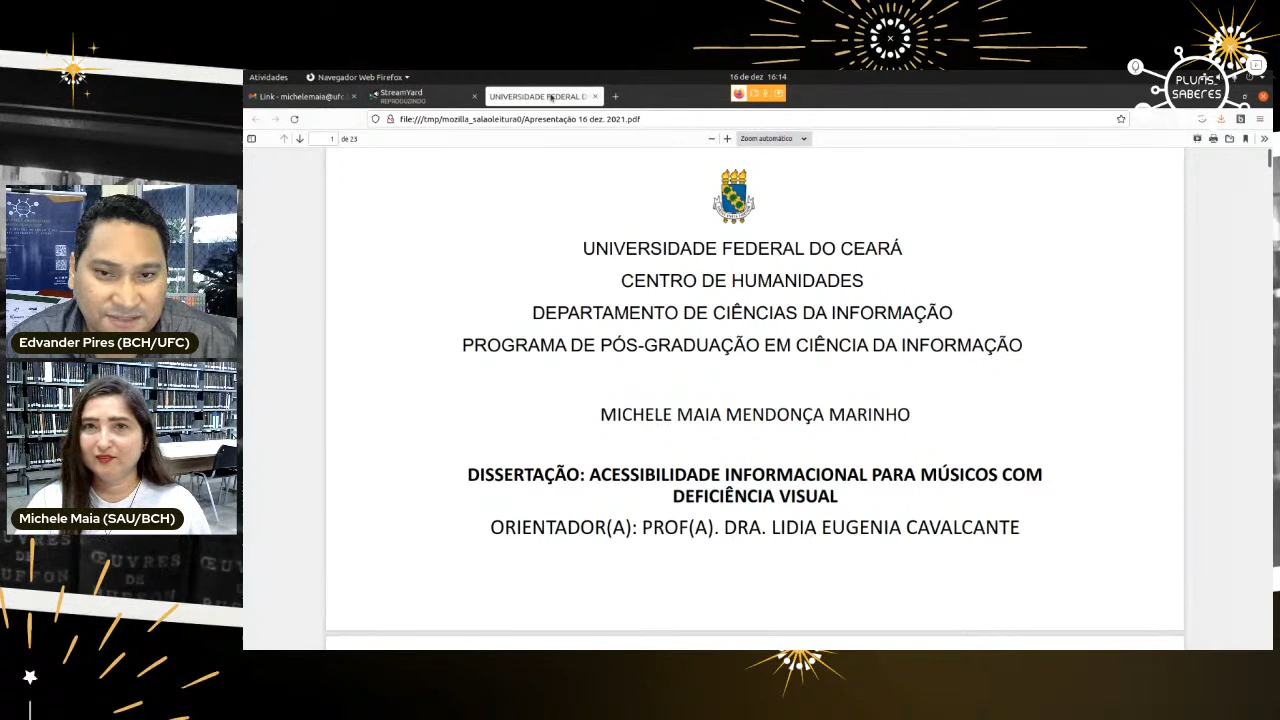 Atividades
Navegador Web Firefox
16 de dez 16:14
Link - michelemaia@ufc
StreamYard
REPRODUZINDO
UNIVERSIDADE FEDERAL D
file:///tmp/mozilla_salaoleitura0/Apresentação 16 dez. 2021.pdf
1 de 23
Zoom automático
PLUMS
SABERES
UNIVERSIDADE FEDERAL DO CEARÁ
CENTRO DE HUMANIDADES
DEPARTAMENTO DE CIÊNCIAS DA INFORMAÇÃO
PROGRAMA DE PÓS-GRADUAÇÃO EM CIÊNCIA DA INFORMAÇÃO
MICHELE MAIA MENDONÇA MARINHO
DISSERTAÇÃO: ACESSIBILIDADE INFORMACIONAL PARA MÚSICOS COM
DEFICIÊNCIA VISUAL
ORIENTADOR(A): PROF(A). DRA. LIDIA EUGENIA CAVALCANTE
Edvander Pires (BCH/UFC)
Michele Maia (SAU/BCH)
ŒUVRES
DE